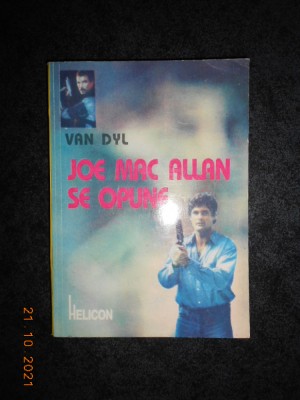 VAN DYL
JOE MAC ALLAN
SE OPUNE
HELICON
21 10 2021